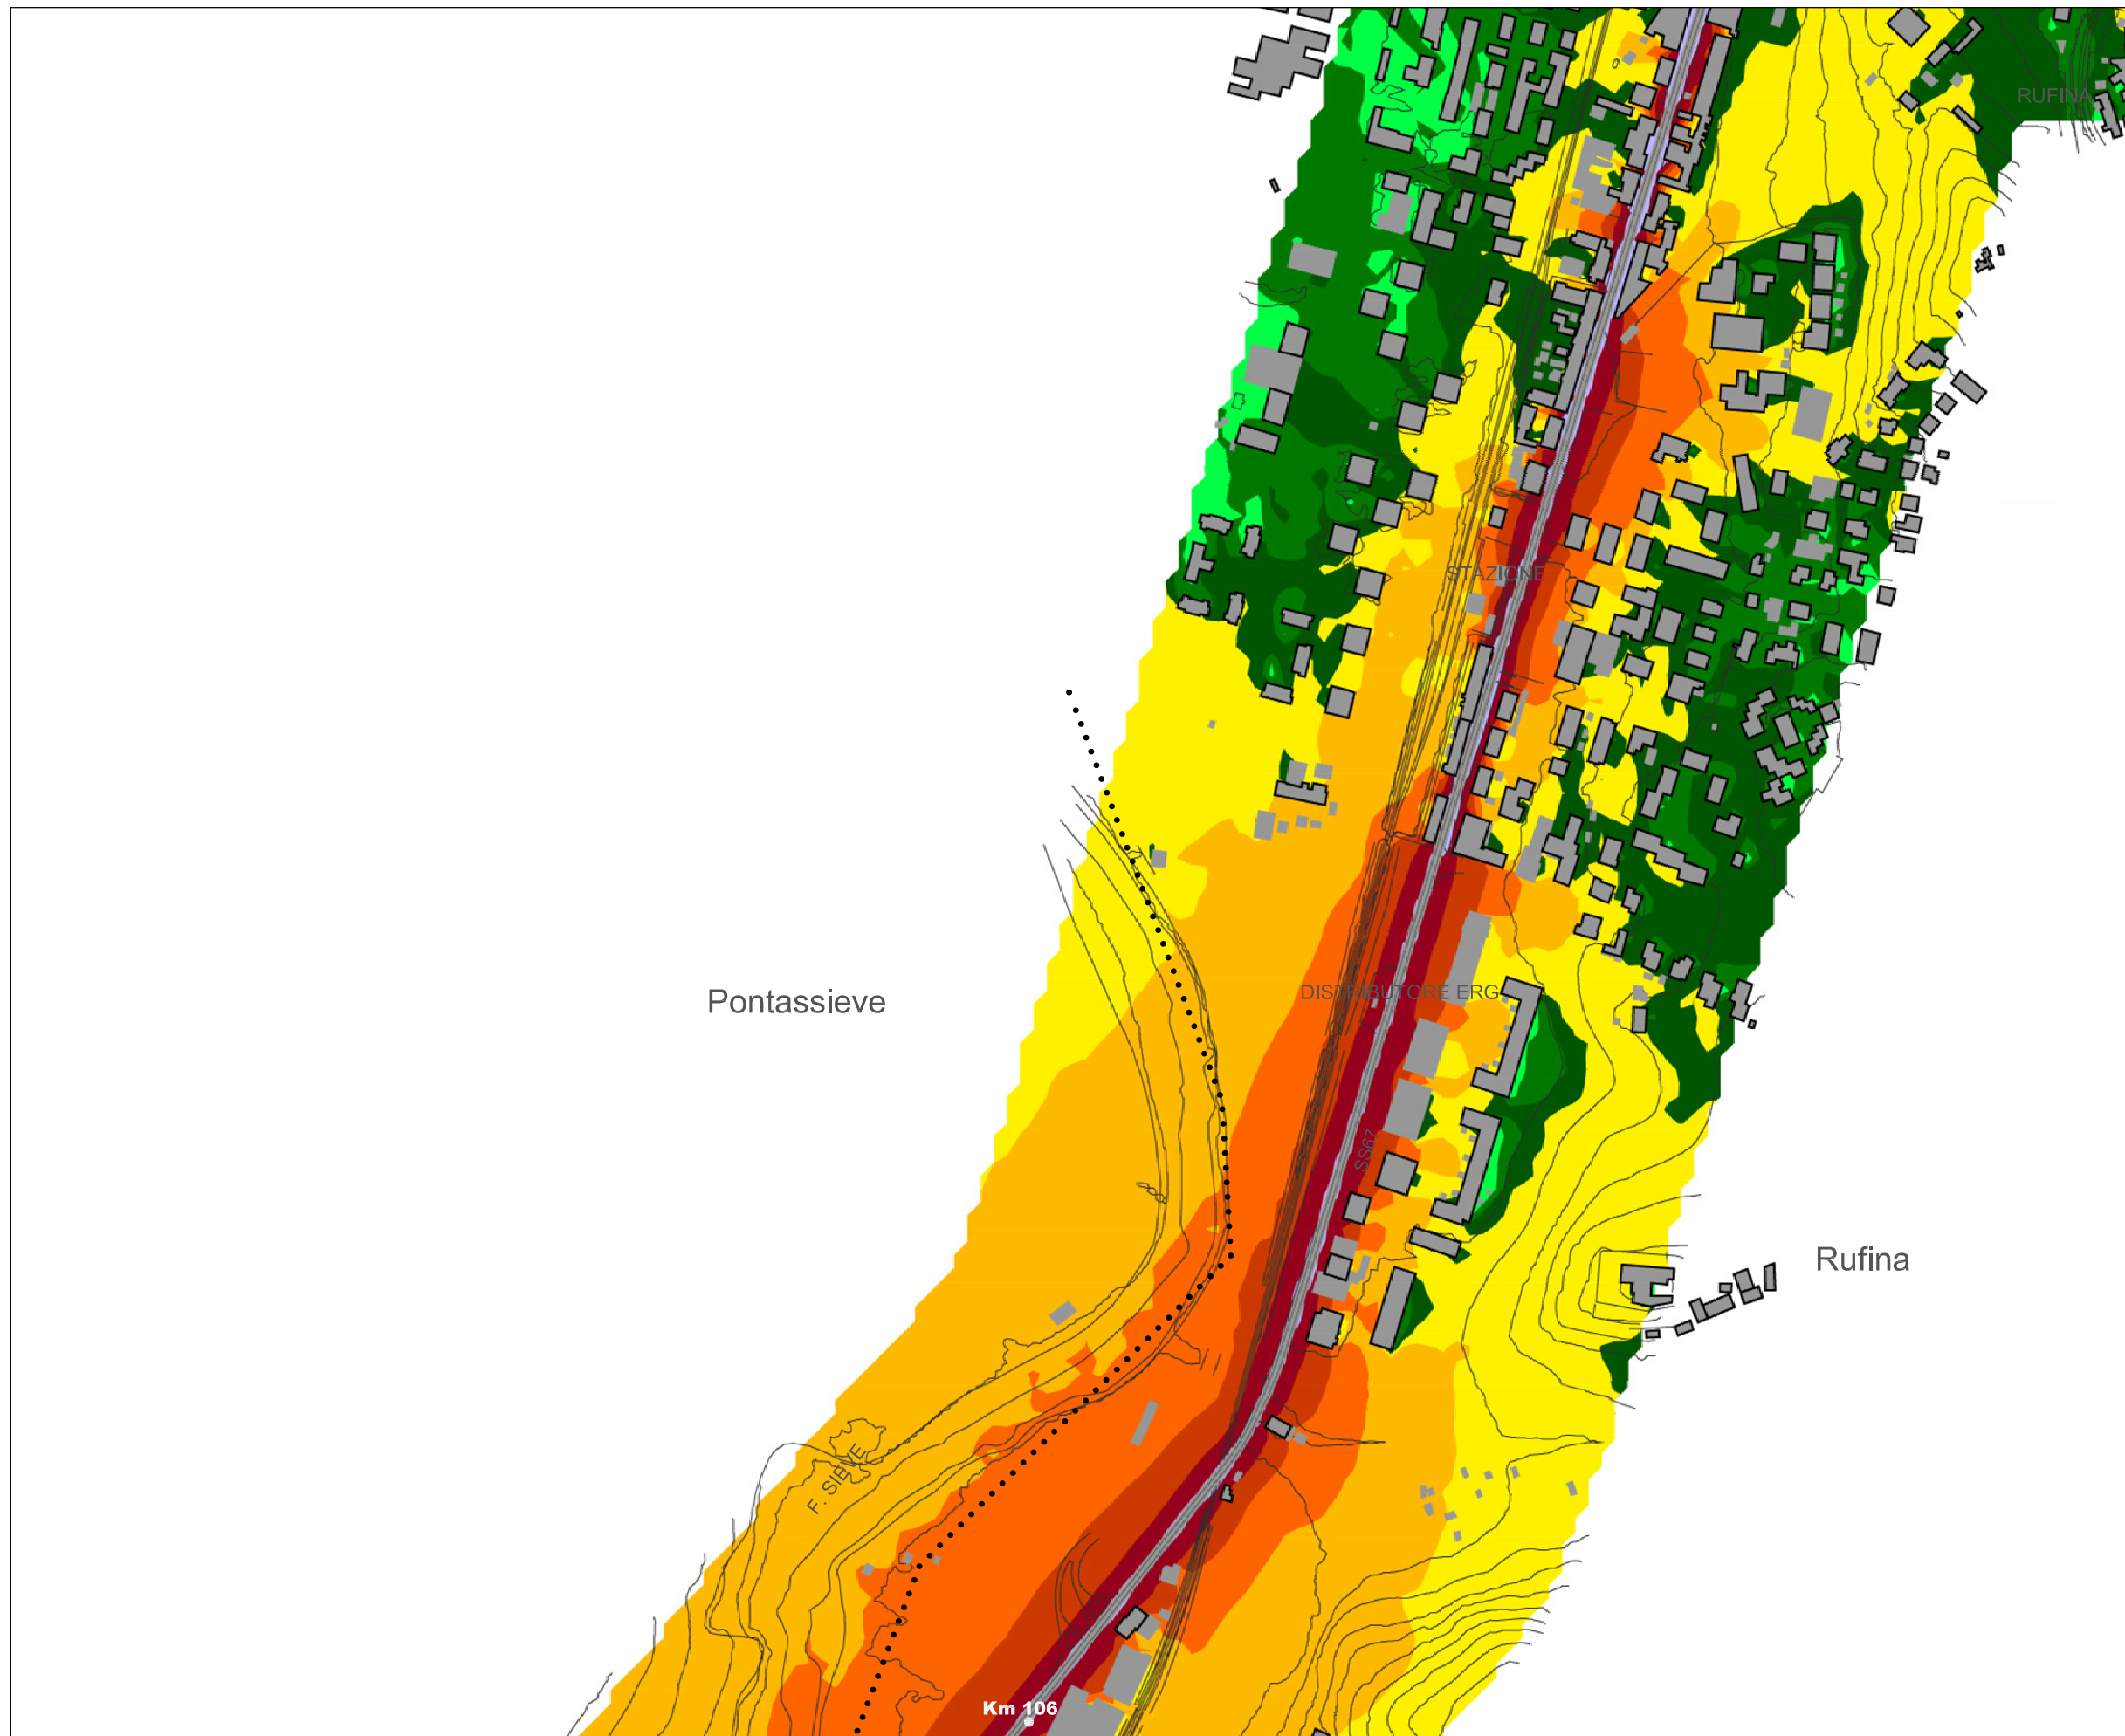 RUFINA
STAZIONE
Pontassieve
DISTRIBUTORE ERG
SS67
Rufina
F. SIEVE
Km 106